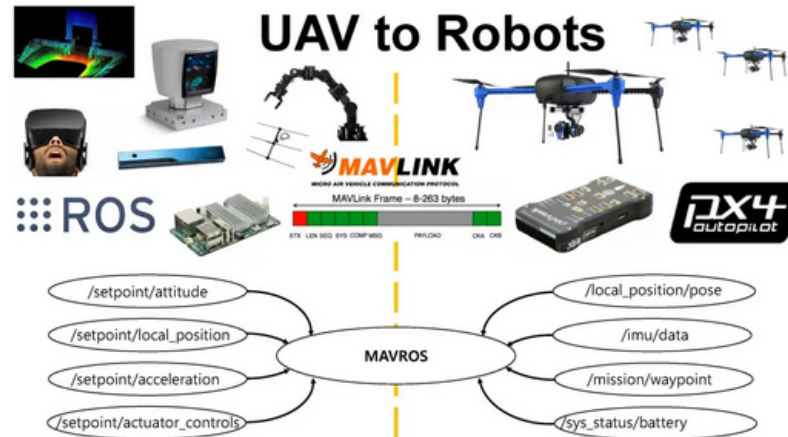 UAV to Robots
MAVLINK
MICRO AIR VEHICLE COMMUNICATION PROTOCOL
ROS
MAVLink Frame – 8-263 bytes
STX LEN SEQ SYS COMP MSG PAYLOAD CKA CKB
px4
autopilot
/setpoint/attitude
/setpoint/local_position
/setpoint/acceleration
/setpoint/actuator_controls
MAVROS
/local_position/pose
/imu/data
/mission/waypoint
/sys_status/battery